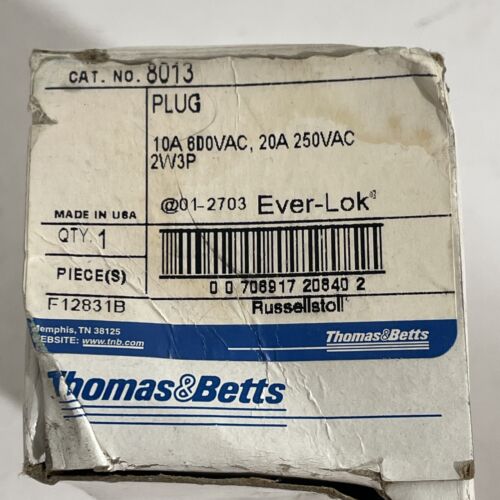 CAT. NO. 8013
PLUG
10A 600VAC, 20A 250VAC
2W3P
@01-2703 Ever-Lok®
MADE IN USA
QTY. 1
PIECE(S)
0 0 706917 20840 2
F12831B
Russellstoll
Memphis, TN 38125
WEBSITE: www.tnb.com
Thomas&Betts
Thomas&Betts